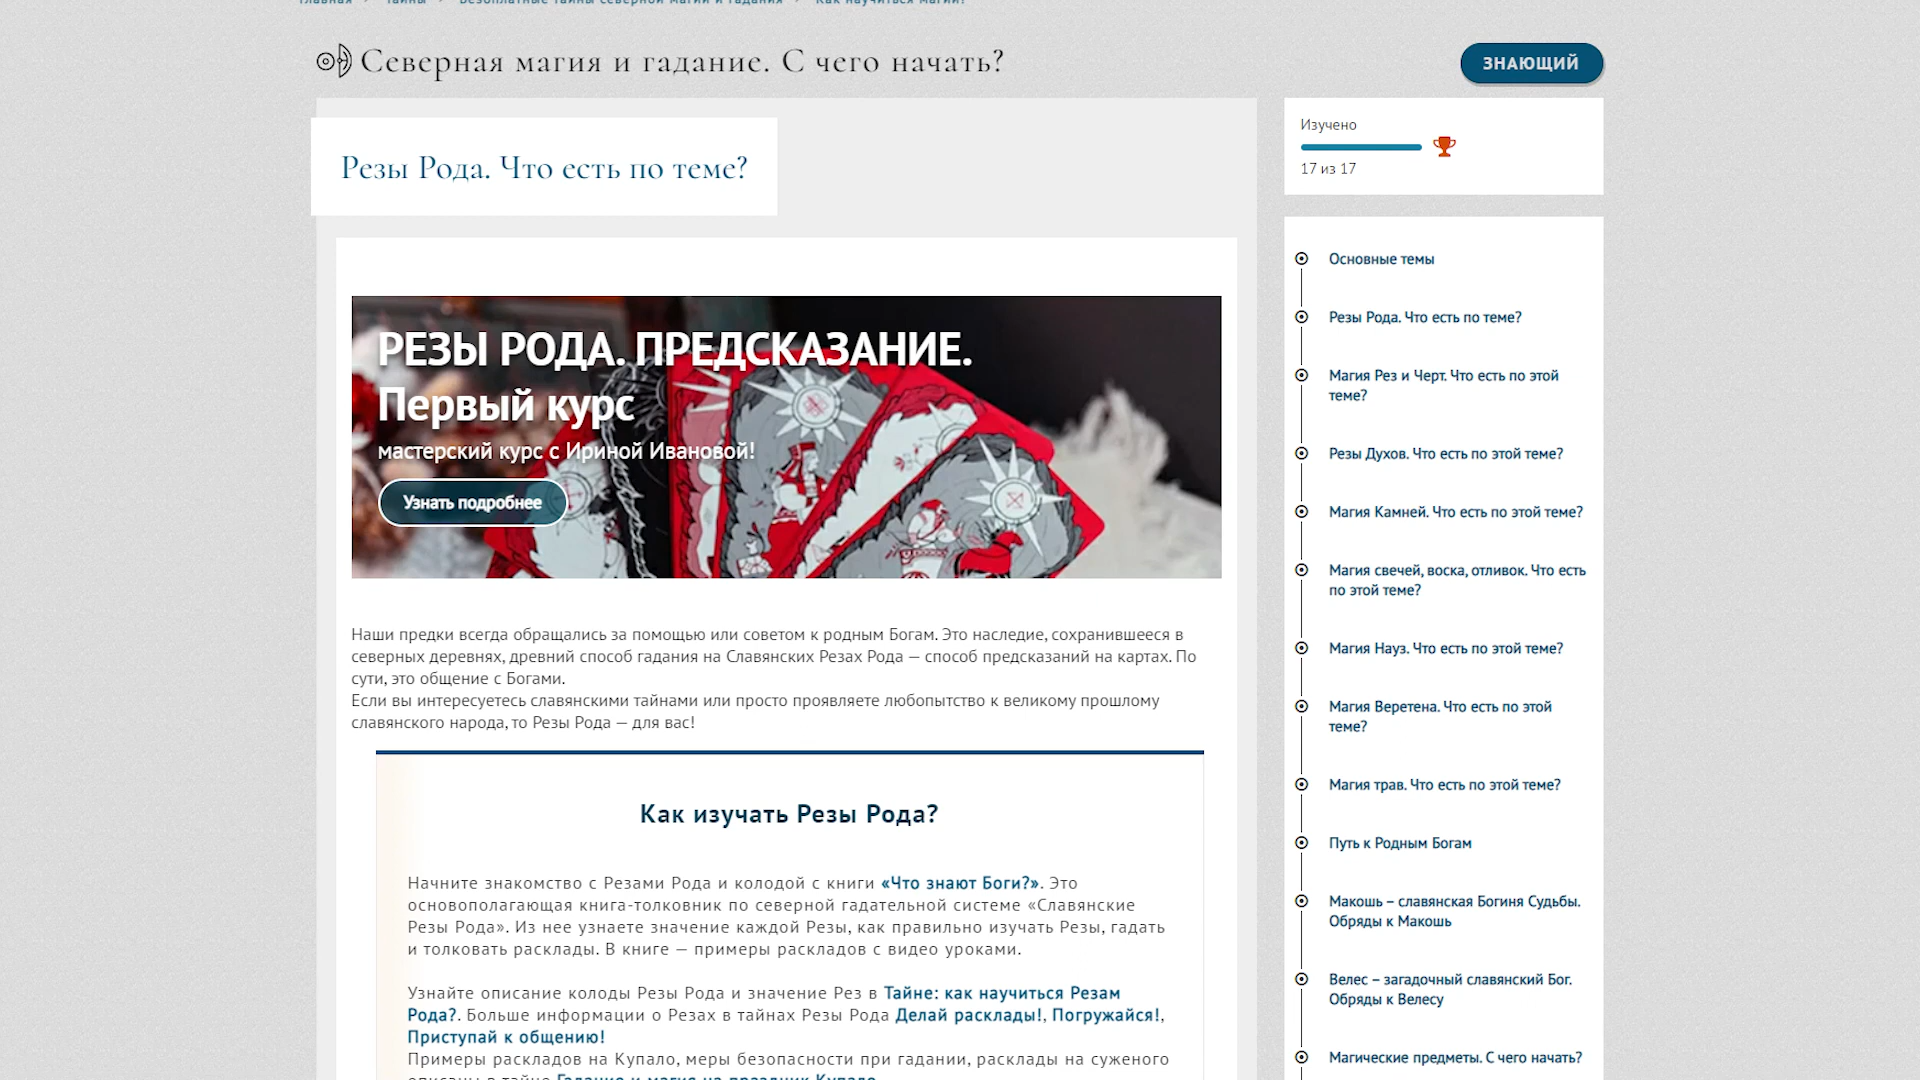 Главная > Тайны > Безоплатные тайны северной магии и гадания > Как научиться магии?
Северная магия и гадание. С чего начать?
ЗНАЮЩИЙ
Резы Рода. Что есть по теме?
РЕЗЫ РОДА. ПРЕДСКАЗАНИЕ.
Первый курс
мастерский курс с Ириной Ивановой!
Узнать подробнее
Наши предки всегда обращались за помощью или советом к родным Богам. Это наследие, сохранившееся в
северных деревнях, древний способ гадания на Славянских Резах Рода — способ предсказаний на картах. По
сути, это общение с Богами.
Если вы интересуетесь славянскими тайнами или просто проявляете любопытство к великому прошлому
славянского народа, то Резы Рода — для вас!
Как изучать Резы Рода?
Начните знакомство с Резами Рода и колодой с книги «Что знают Боги?». Это
основополагающая книга-толковник по северной гадательной системе «Славянские
Резы Рода». Из нее узнаете значение каждой Резы, как правильно изучать Резы, гадать
и толковать расклады. В книге — примеры раскладов с видео уроками.
Узнайте описание колоды Резы Рода и значение Рез в Тайне: как научиться Резам
Рода?. Больше информации о Резах в тайнах Резы Рода Делай расклады!, Погружайся!,
Приступай к общению!
Примеры раскладов на Купало, меры безопасности при гадании, расклады на суженого
описаны в тайне Гадание и магия на праздник Купало
Изучено
17 из 17
Основные темы
Резы Рода. Что есть по теме?
Магия Рез и Черт. Что есть по этой
теме?
Резы Духов. Что есть по этой теме?
Магия Камней. Что есть по этой теме?
Магия свечей, воска, отливок. Что есть
по этой теме?
Магия Науз. Что есть по этой теме?
Магия Веретена. Что есть по этой
теме?
Магия трав. Что есть по этой теме?
Путь к Родным Богам
Макошь – славянская Богиня Судьбы.
Обряды к Макошь
Велес – загадочный славянский Бог.
Обряды к Велесу
Магические предметы. С чего начать?